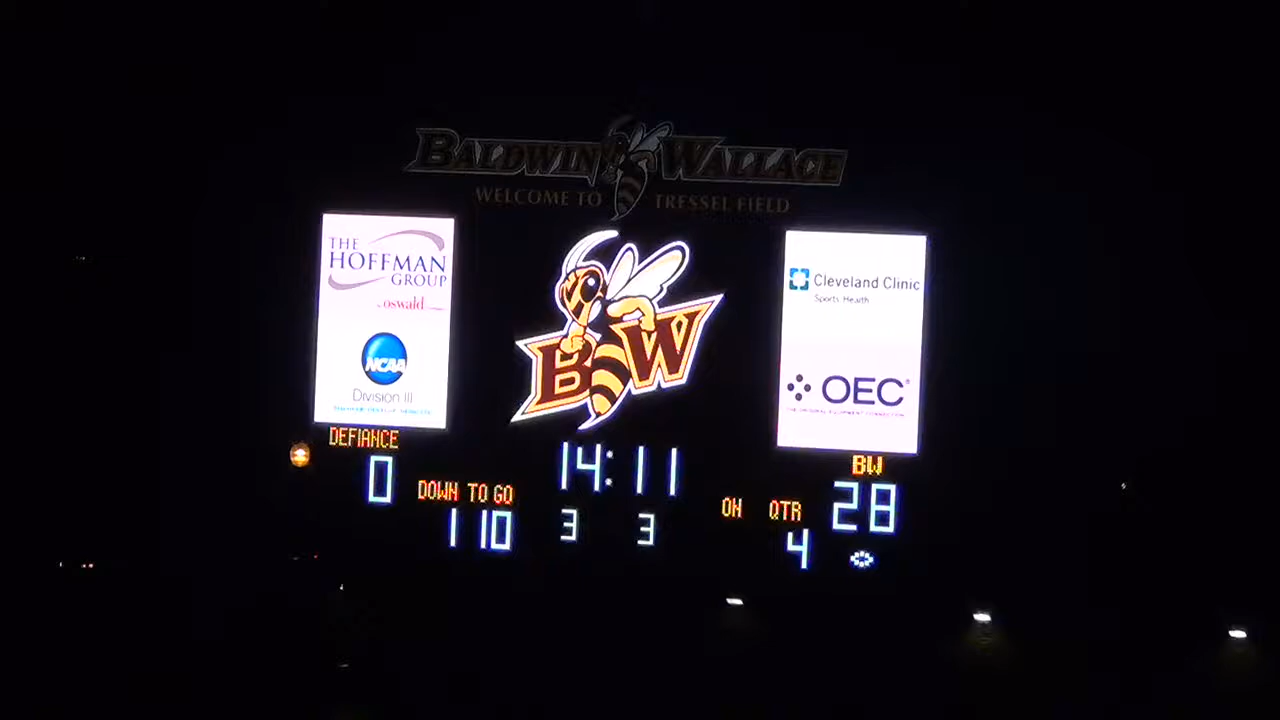 BALDWIN WALLACE
WELCOME TO TRESSEL FIELD
THE
HOFFMAN
GROUP
oswald
NCAA
Division III
Cleveland Clinic
Sports Health
OEC
BW
DEFIANCE
0
DOWN TO GO
1 10
14:11
3 3
ON QTR
4
BW
28